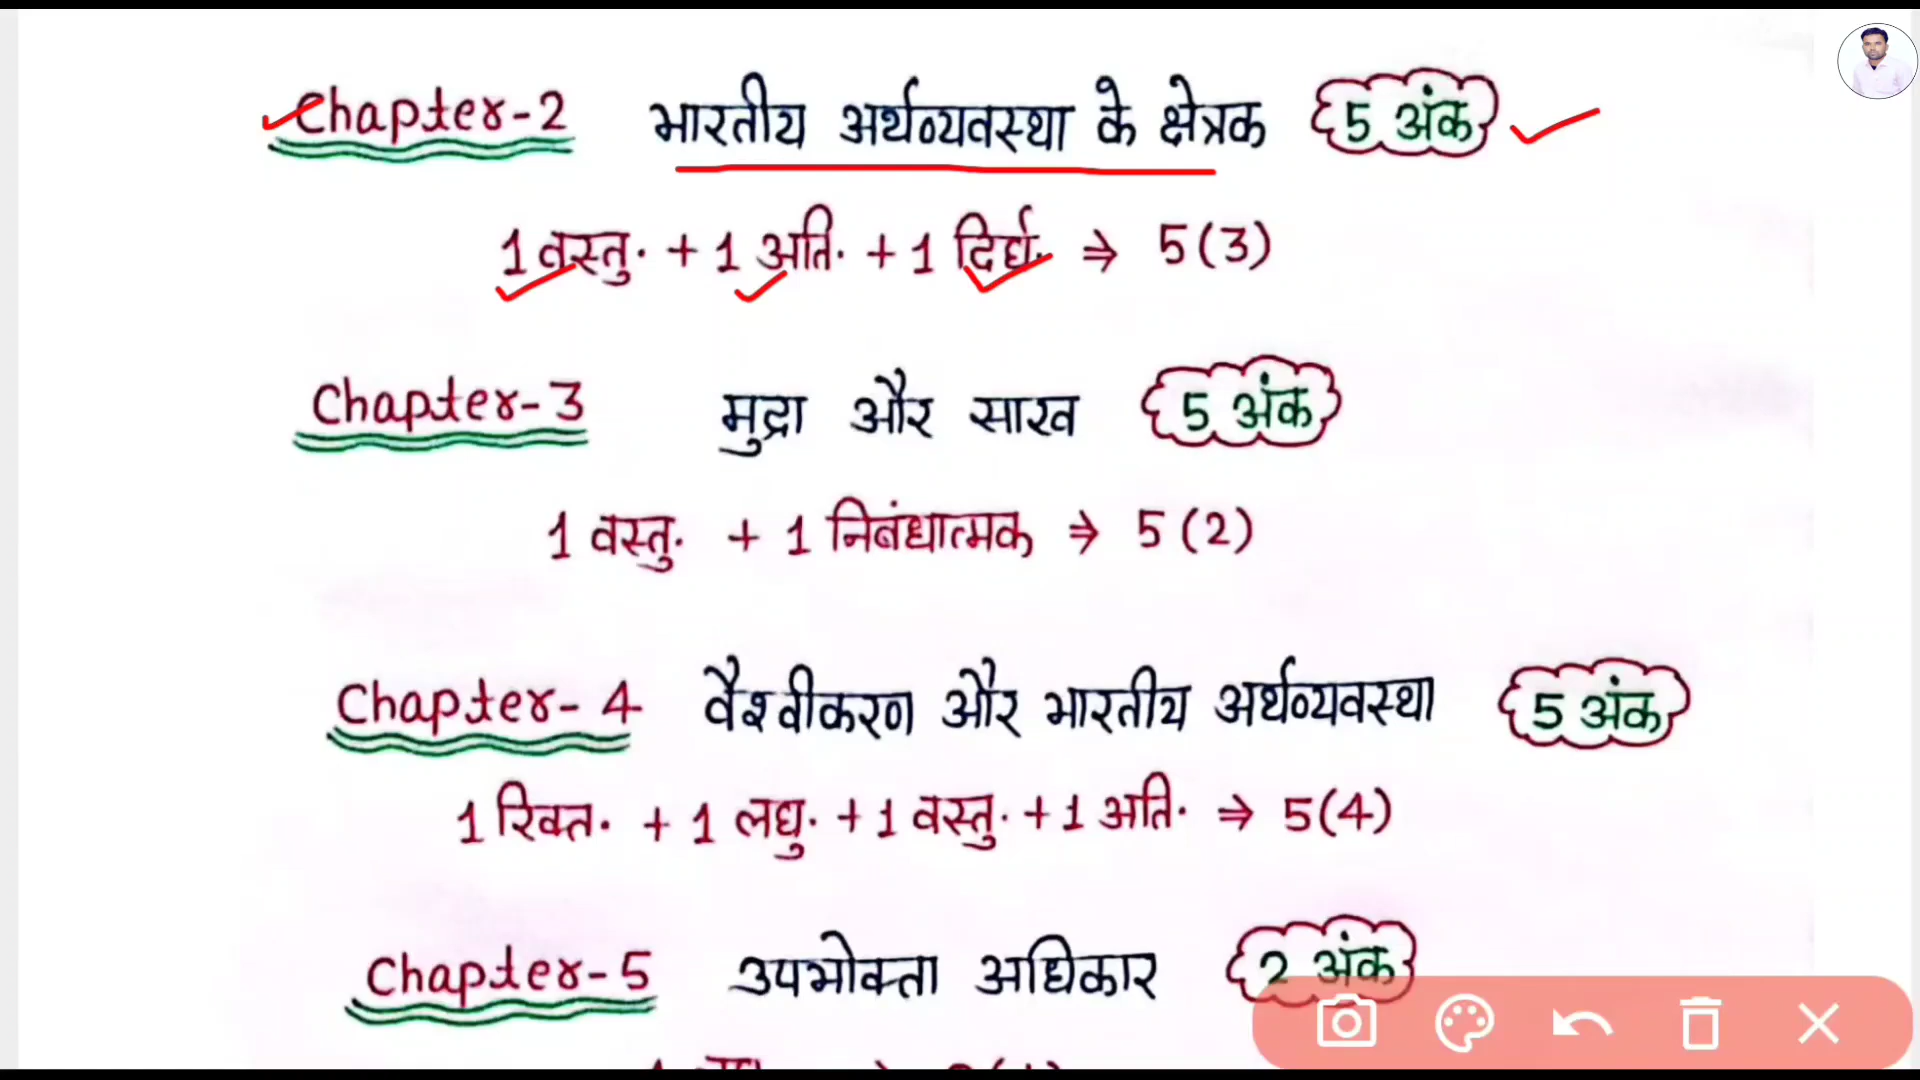 Chapter-2 भारतीय अर्थव्यवस्था के क्षेत्रक 5 अंक
1 वस्तु. + 1 अति. + 1 दिर्घ. ⇒ 5(3)
Chapter-3 मुद्रा और साख 5 अंक
1 वस्तु. + 1 निबंधात्मक ⇒ 5(2)
Chapter-4 वैश्वीकरण और भारतीय अर्थव्यवस्था 5 अंक
1 रिक्त. + 1 लघु. + 1 वस्तु. + 1 अति. ⇒ 5(4)
Chapter-5 उपभोक्ता अधिकार 2 अंक